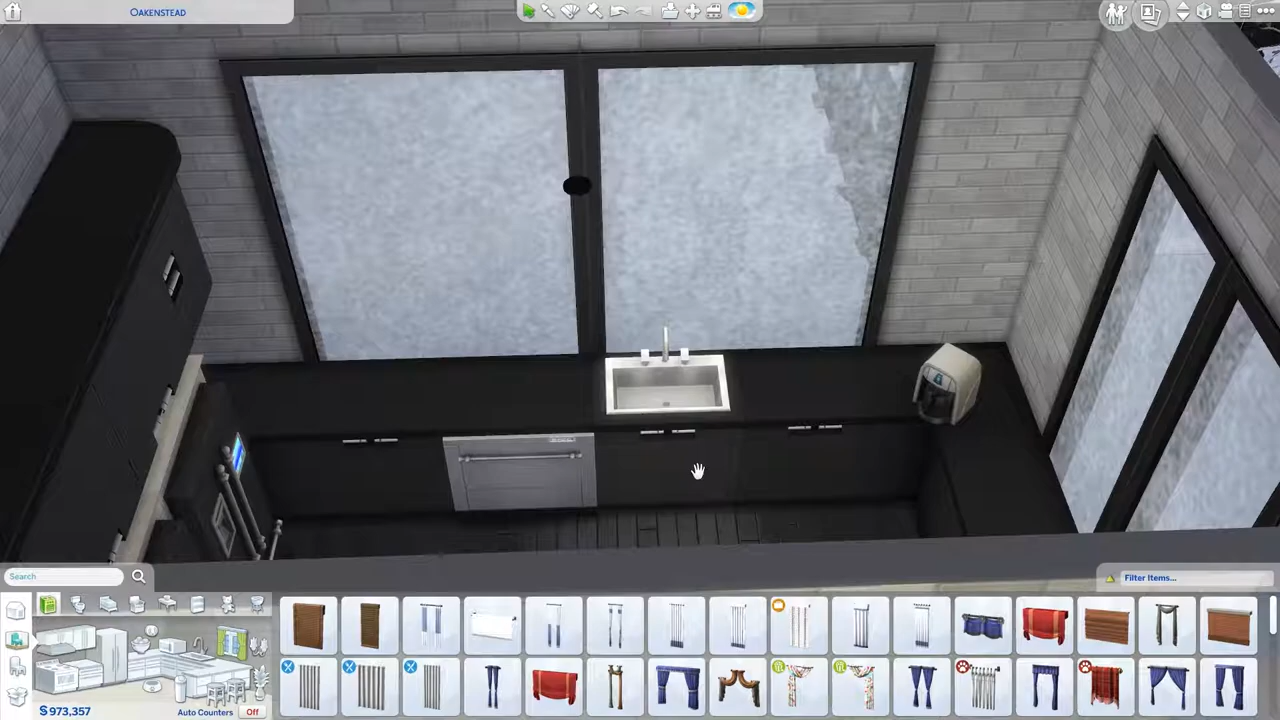 OAKENSTEAD
Search
Filter Items...
$973,357
Auto Counters Off